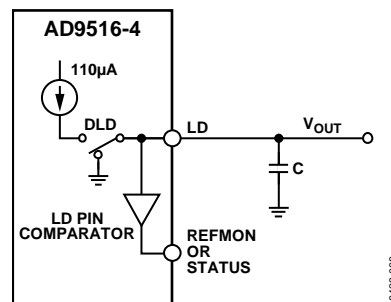 AD9516-4
110µA
DLD
LD
VOUT
C
LD PIN
COMPARATOR
REFMON
OR
STATUS